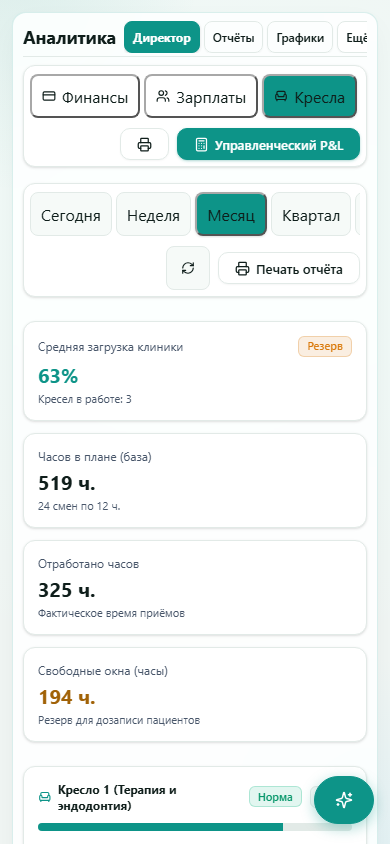 Аналитика Директор Отчёты Графики Ещё
Финансы Зарплаты Кресла
Управленческий P&L
Сегодня Неделя Месяц Квартал
Печать отчёта
Средняя загрузка клиники Резерв
63%
Кресел в работе: 3
Часов в плане (база)
519 ч.
24 смен по 12 ч.
Отработано часов
325 ч.
Фактическое время приёмов
Свободные окна (часы)
194 ч.
Резерв для дозаписи пациентов
Кресло 1 (Терапия и
эндодонтия) Норма